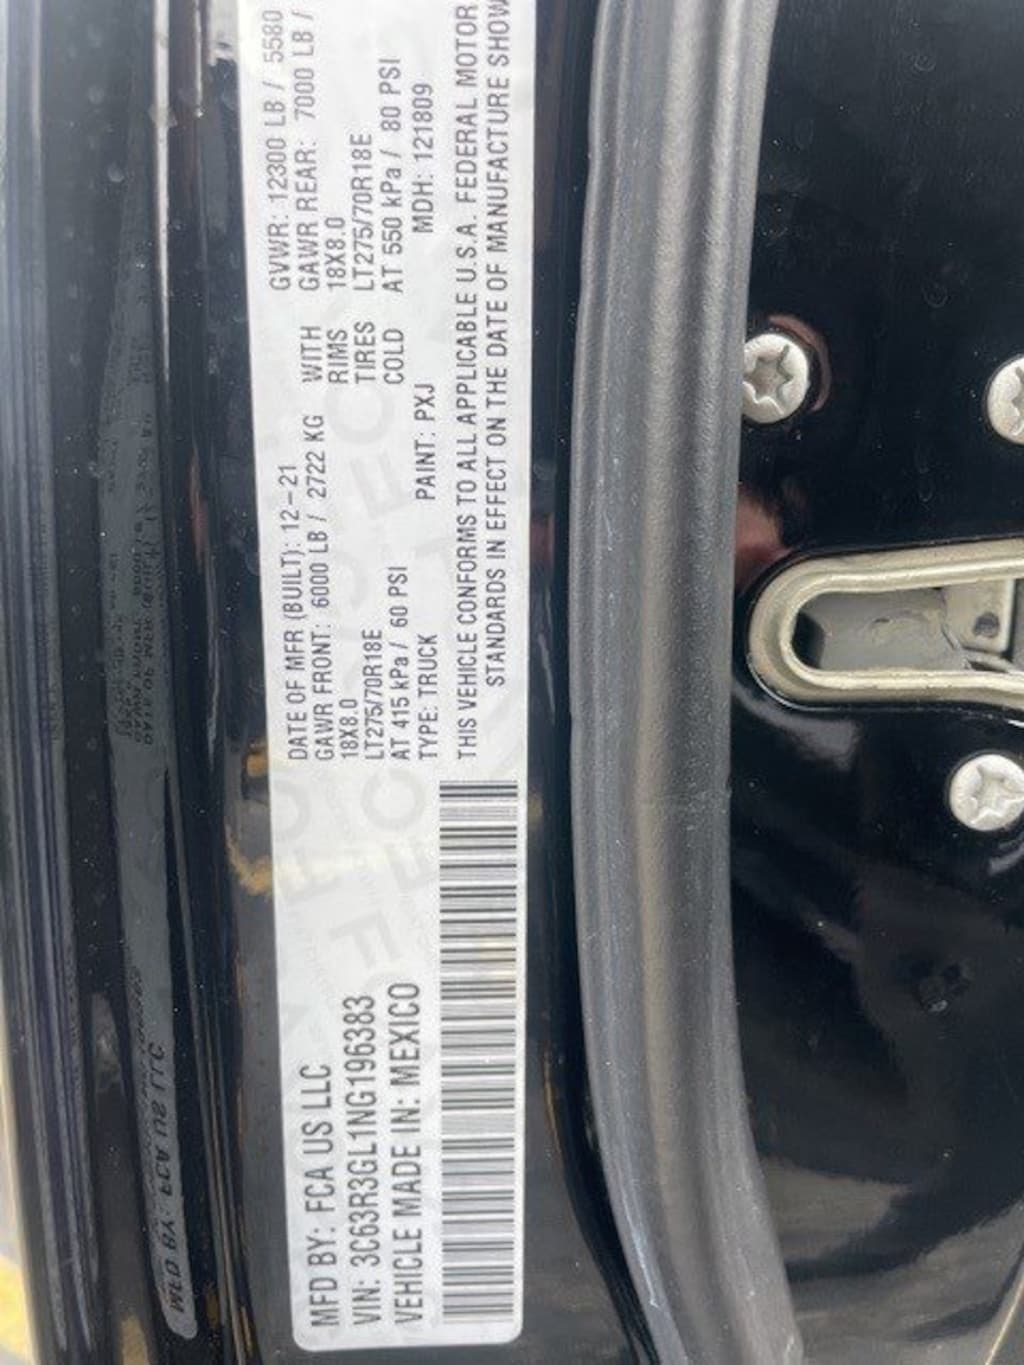 MFD BY: FCA US LLC
VIN: 3C63R3GL1NG196383
VEHICLE MADE IN: MEXICO
DATE OF MFR (BUILT): 12-21
GVWR: 12300 LB / 5580
GAWR FRONT: 6000 LB / 2722 KG WITH
GAWR REAR: 7000 LB /
18X8.0 RIMS 18X8.0
LT275/70R18E TIRES LT275/70R18E
AT 415 kPa / 60 PSI COLD AT 550 kPa / 80 PSI
TYPE: TRUCK PAINT: PXJ MDH: 121809
THIS VEHICLE CONFORMS TO ALL APPLICABLE U.S.A. FEDERAL MOTOR
STANDARDS IN EFFECT ON THE DATE OF MANUFACTURE SHOW